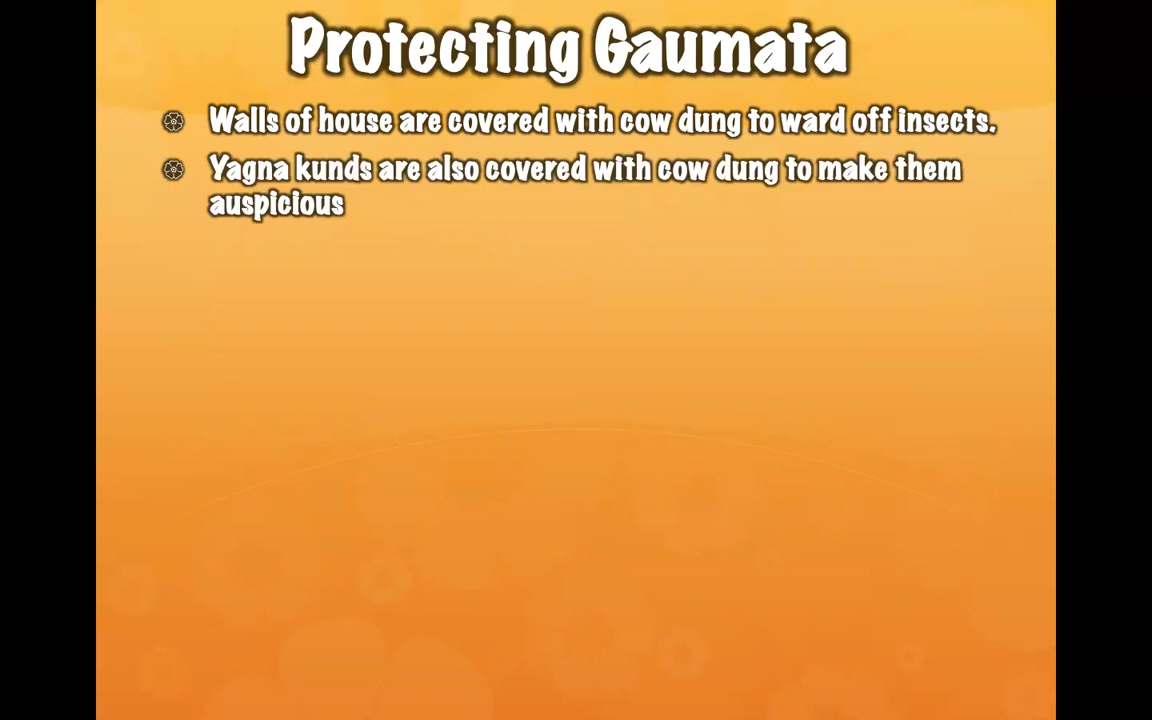 Protecting Gaumata
Walls of house are covered with cow dung to ward off insects.
Yagna kunds are also covered with cow dung to make them
auspicious